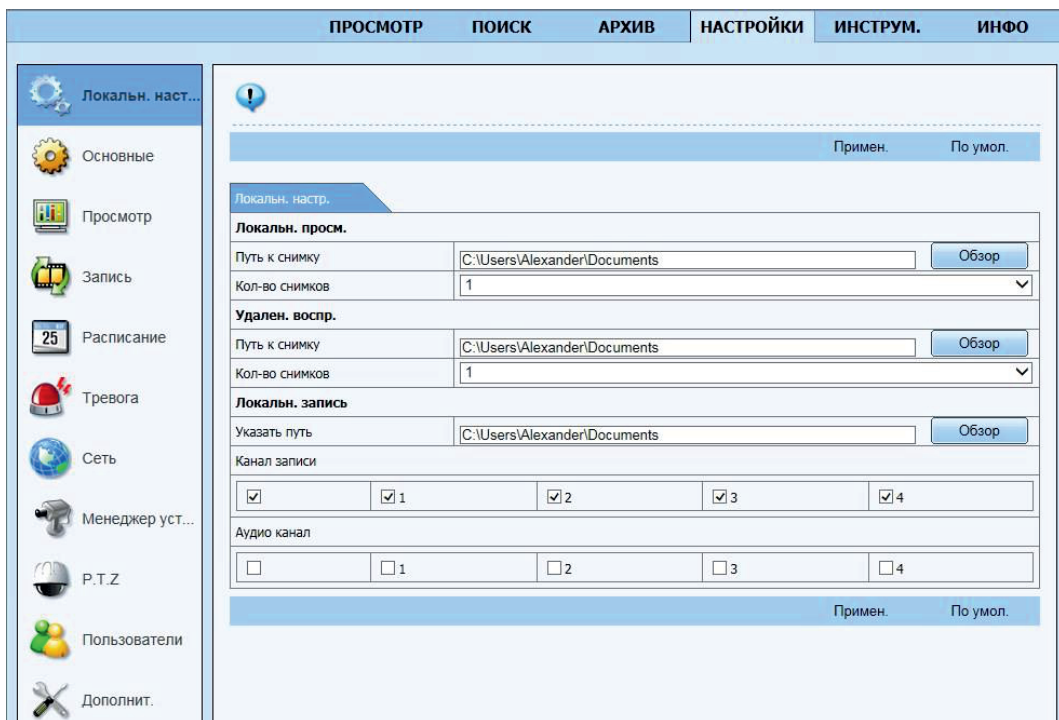 ПРОСМОТР ПОИСК АРХИВ НАСТРОЙКИ ИНСТРУМ. ИНФО
Локальн. наст...
Основные
Просмотр
Запись
25
Расписание
Тревога
Сеть
Менеджер уст...
P.T.Z
Пользователи
Дополнит.
Примен. По умол.
Локальн. настр.
Локальн. просм.
Путь к снимку C:\Users\Alexander\Documents Обзор
Кол-во снимков 1
Удален. воспр.
Путь к снимку C:\Users\Alexander\Documents Обзор
Кол-во снимков 1
Локальн. запись
Указать путь C:\Users\Alexander\Documents Обзор
Канал записи
1 2 3 4
Аудио канал
1 2 3 4
Примен. По умол.